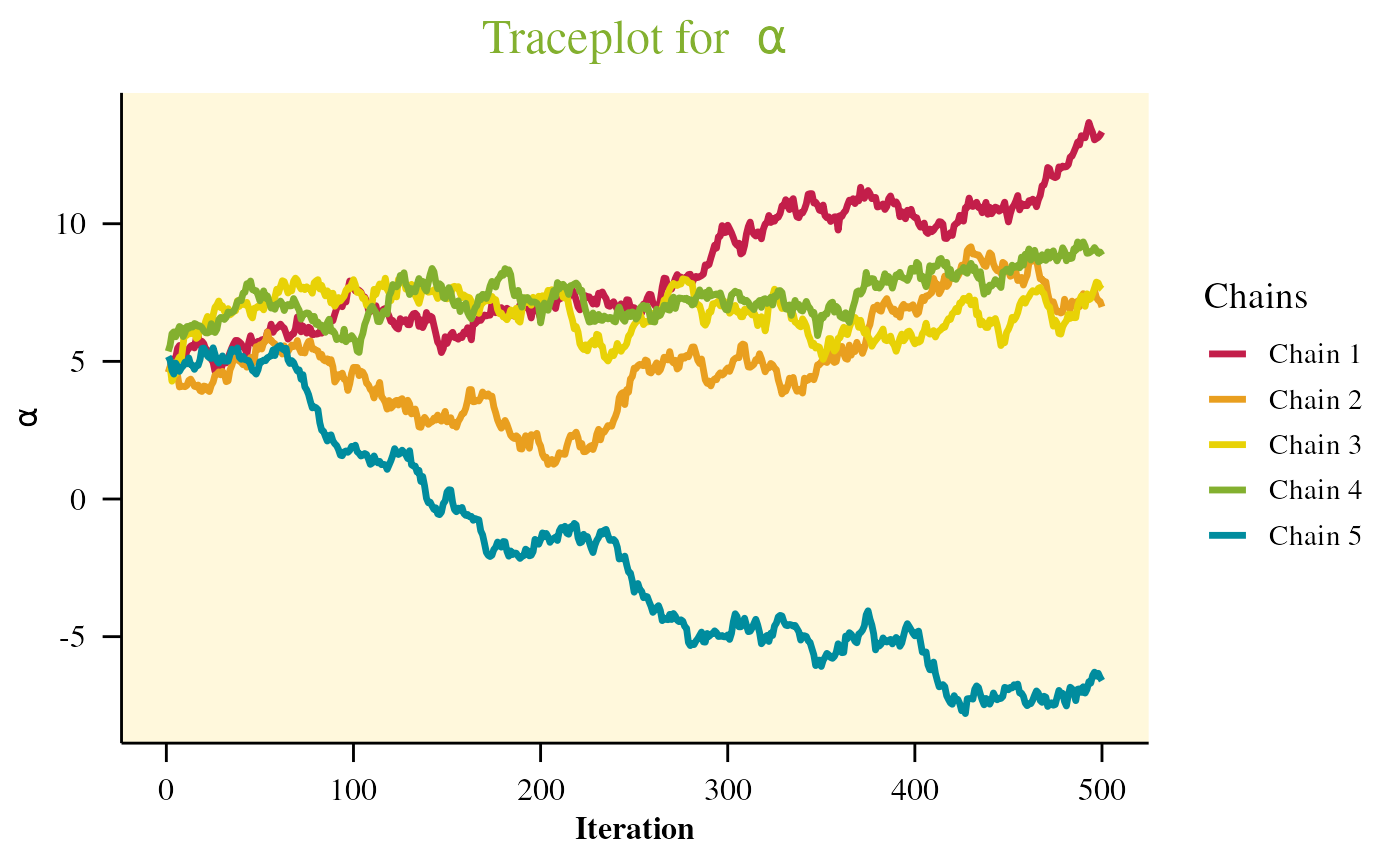 Traceplot for α
α
10
5
0
-5
0 100 200 300 400 500
Iteration
Chains
Chain 1
Chain 2
Chain 3
Chain 4
Chain 5